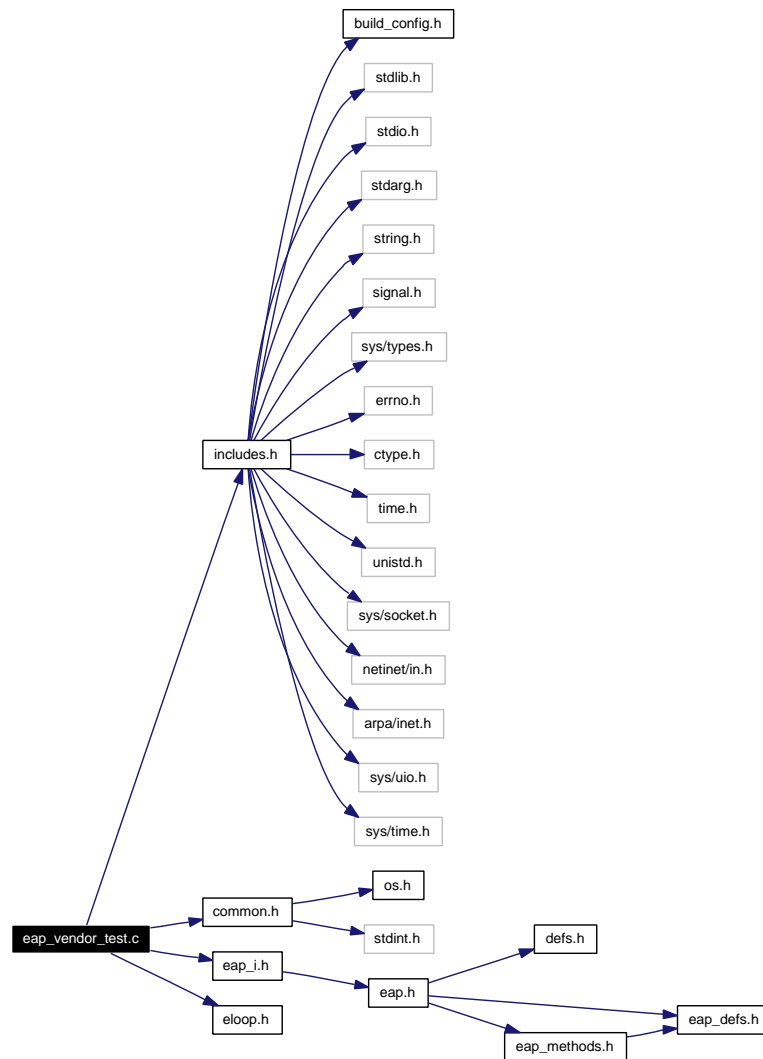 build_config.h
stdlib.h
stdio.h
stdarg.h
string.h
signal.h
sys/types.h
errno.h
includes.h
ctype.h
time.h
unistd.h
sys/socket.h
netinet/in.h
arpa/inet.h
sys/uio.h
sys/time.h
os.h
common.h
eap_vendor_test.c
stdint.h
defs.h
eap_i.h
eap.h
eloop.h
eap_defs.h
eap_methods.h